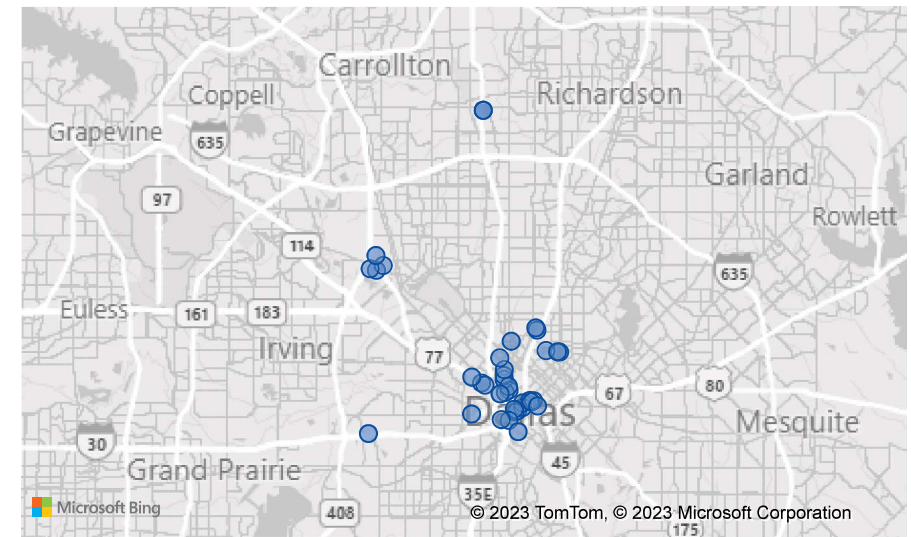 Carrollton
Coppell
Richardson
Grapevine
635
Garland
97
Rowlett
114
635
Euless
161
183
Irving
77
67
80
Mesquite
30
Grand Prairie
45
35E
408
Microsoft Bing
© 2023 TomTom, © 2023 Microsoft Corporation
175